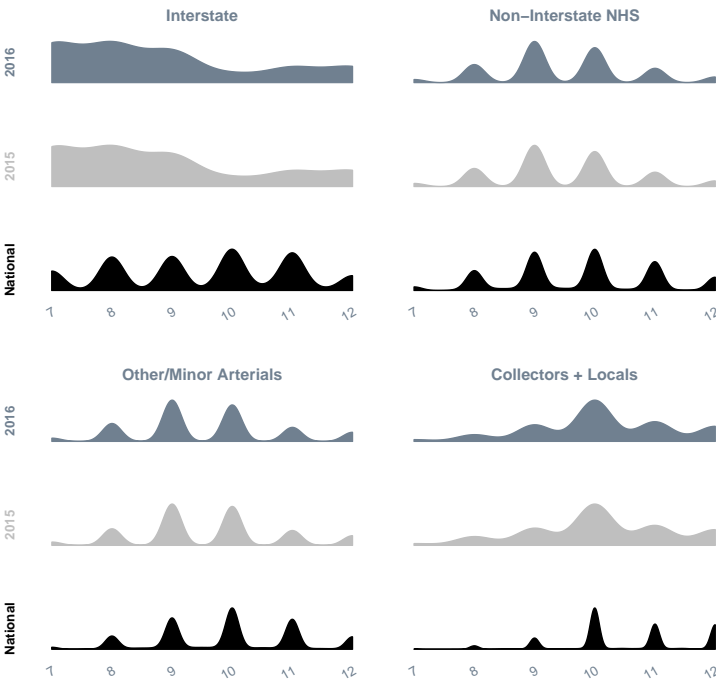 Interstate
Non−Interstate NHS
2016
2015
National
7 8 9 10 11 12
7 8 9 10 11 12
Other/Minor Arterials
Collectors + Locals
2016
2015
National
7 8 9 10 11 12
7 8 9 10 11 12